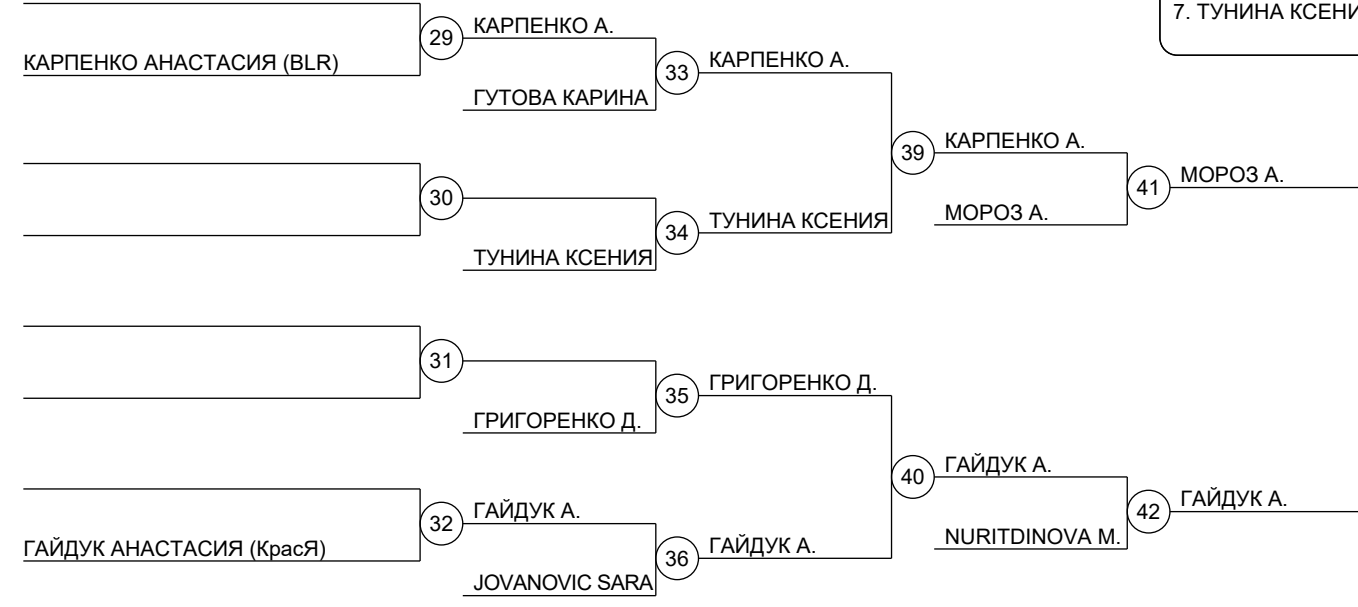 7. ТУНИНА КСЕНИ
КАРПЕНКО А.
29
КАРПЕНКО АНАСТАСИЯ (BLR)
КАРПЕНКО А.
33
ГУТОВА КАРИНА
КАРПЕНКО А.
39
МОРОЗ А.
41
30
МОРОЗ А.
ТУНИНА КСЕНИЯ
34
ТУНИНА КСЕНИЯ
31
ГРИГОРЕНКО Д.
35
ГРИГОРЕНКО Д.
ГАЙДУК А.
40
ГАЙДУК А.
32
ГАЙДУК А.
42
NURITDINOVA M.
ГАЙДУК АНАСТАСИЯ (КрасЯ)
ГАЙДУК А.
36
JOVANOVIC SARA